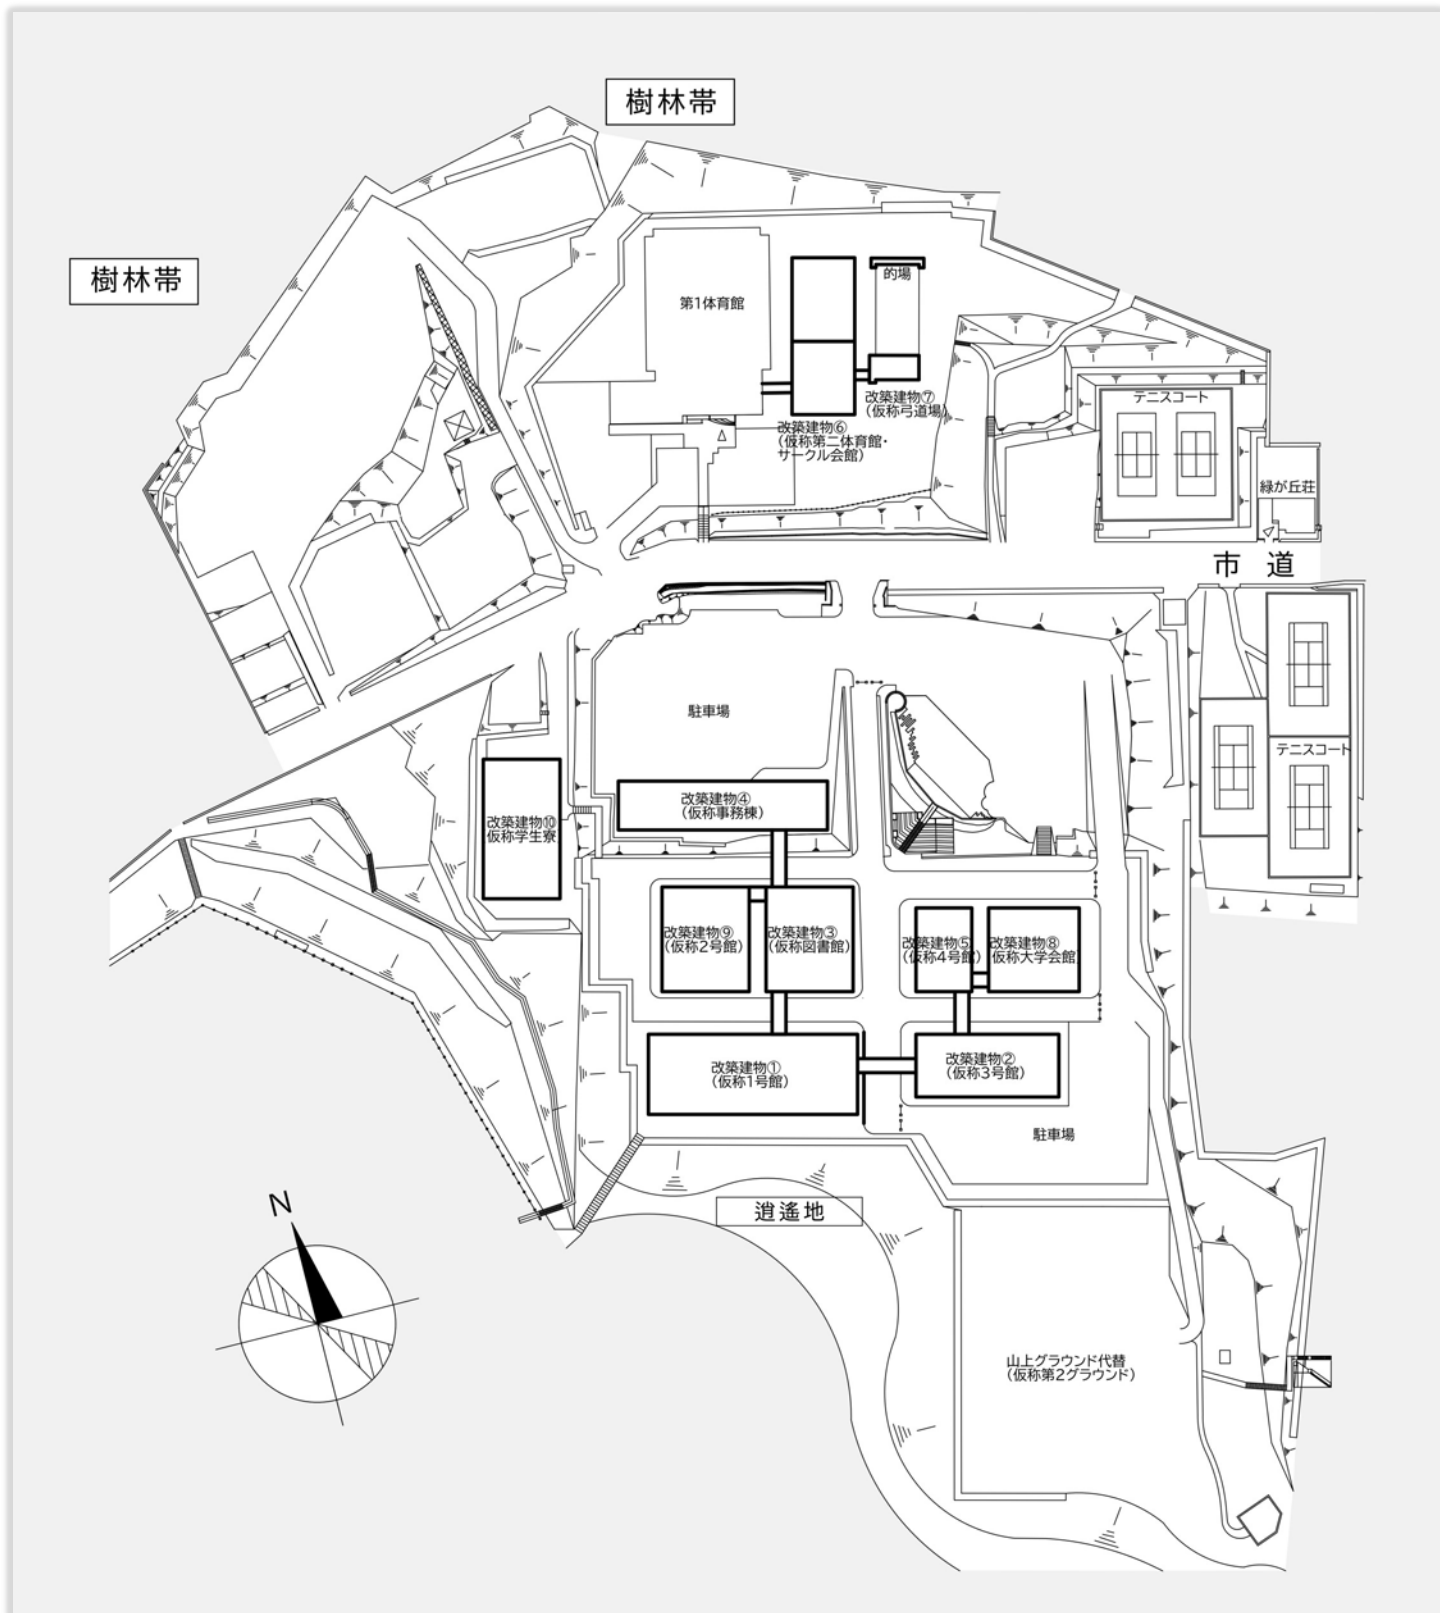 樹林帯
樹林帯
的場
第1体育館
改築建物⑦
(仮称弓道場)
テニスコート
改築建物⑥
(仮称第二体育館・
サークル会館)
緑が丘荘
市 道
駐車場
テニスコート
改築建物④
(仮称事務棟)
改築建物⑩
仮称学生寮
改築建物⑨
(仮称2号館)
改築建物③
(仮称図書館)
改築建物⑤
(仮称4号館)
改築建物⑧
仮称大学会館
改築建物①
(仮称1号館)
改築建物②
(仮称3号館)
駐車場
N
逍遙地
山上グラウンド代替
(仮称第2グラウンド)